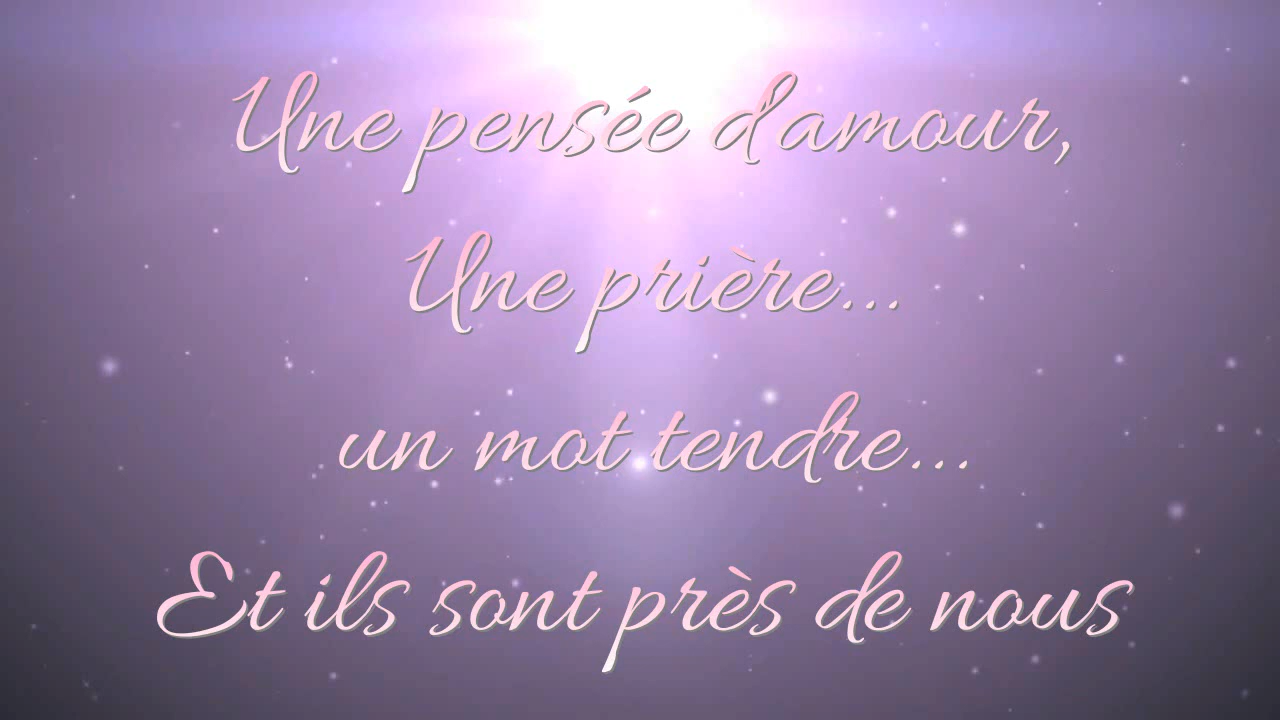 Une pensée d'amour,
Une prière...
un mot tendre...
Et ils sont près de nous